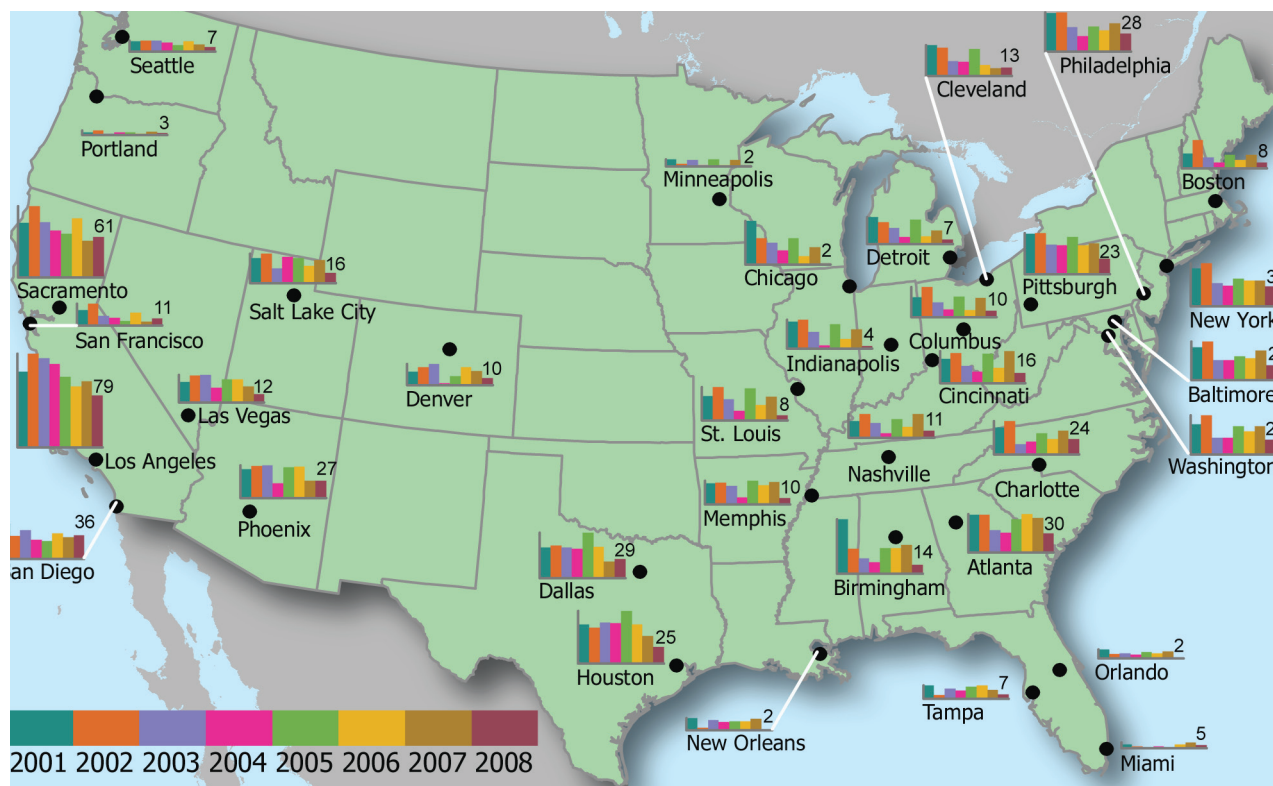 7
Seattle
3
Portland
61
Sacramento
11
San Francisco
79
Los Angeles
36
an Diego
16
Salt Lake City
12
Las Vegas
27
Phoenix
10
Denver
2
Minneapolis
2
Chicago
7
Detroit
13
Cleveland
28
Philadelphia
8
Boston
23
Pittsburgh
3
New York
2
Baltimore
2
Washington
10
Columbus
4
Indianapolis
16
Cincinnati
8
St. Louis
11
Nashville
24
Charlotte
10
Memphis
14
Birmingham
30
Atlanta
29
Dallas
25
Houston
2
New Orleans
7
Tampa
2
Orlando
5
Miami
2001 2002 2003 2004 2005 2006 2007 2008